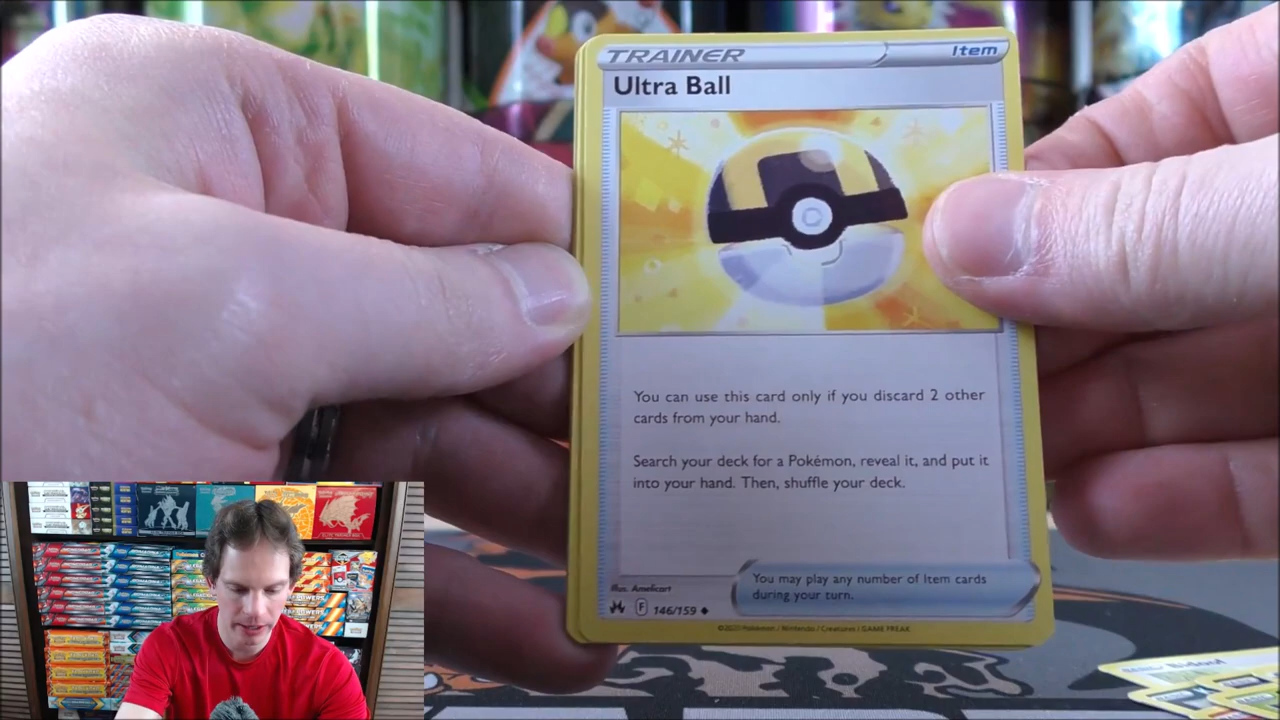 TRAINER
Item
Ultra Ball
You can use this card only if you discard 2 other
cards from your hand.
Search your deck for a Pokémon, reveal it, and put it
into your hand. Then, shuffle your deck.
You may play any number of Item cards
during your turn.
Illus. Amelicart
F 146/159
Pokémon / Nintendo / Creatures / GAME FREAK